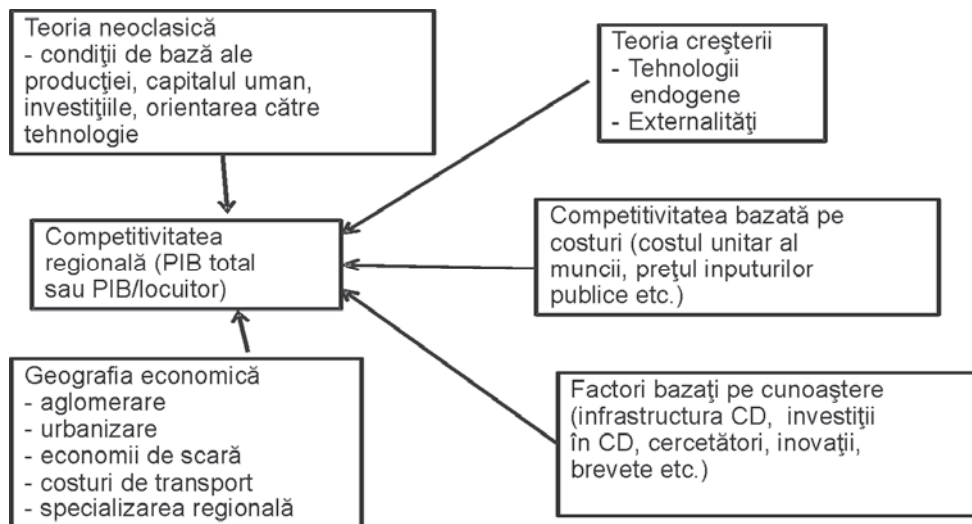 Teoria neoclasică
- condiţii de bază ale
producţiei, capitalul uman,
investiţiile, orientarea către
tehnologie
Teoria creşterii
- Tehnologii
endogene
- Externalităţi
Competitivitatea
regională (PIB total
sau PIB/locuitor)
Competitivitatea bazată pe
costuri (costul unitar al
muncii, preţul inputurilor
publice etc.)
Geografia economică
- aglomerare
- urbanizare
- economii de scară
- costuri de transport
- specializarea regională
Factori bazaţi pe cunoaştere
(infrastructura CD, investiţii
în CD, cercetători, inovaţii,
brevete etc.)